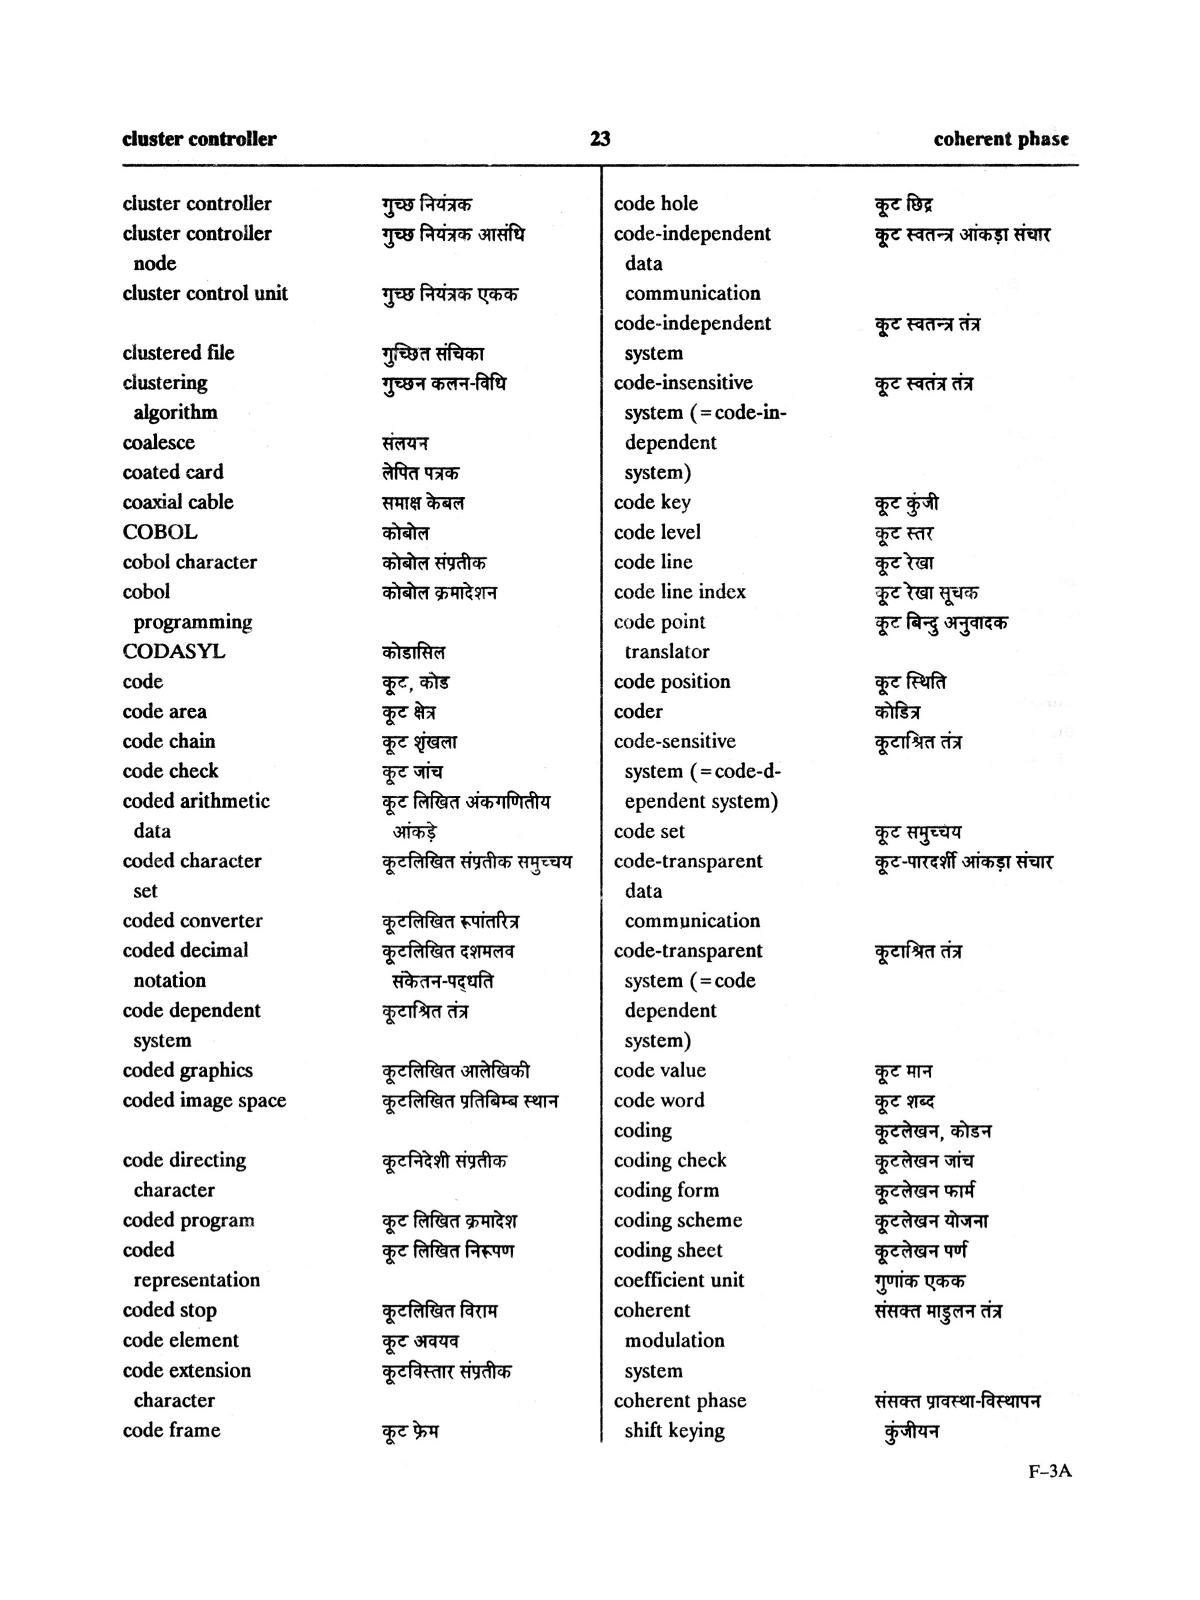 cluster controller 23 coherent phase
cluster controller गुच्छ नियंत्रक
cluster controller गुच्छ नियंत्रक आसंधि
node
cluster control unit गुच्छ नियंत्रक एकक
clustered file गुच्छित संचिका
clustering गुच्छन कलन-विधि
algorithm
coalesce संलयन
coated card लेपित पत्रक
coaxial cable समाक्ष केबल
COBOL कोबोल
cobol character कोबोल संप्रतीक
cobol कोबोल क्रमादेशन
programming
CODASYL कोडासिल
code कूट, कोड
code area कूट क्षेत्र
code chain कूट शृंखला
code check कूट जांच
coded arithmetic कूट लिखित अंकगणितीय
data आंकड़े
coded character कूटलिखित संप्रतीक समुच्चय
set
coded converter कूटलिखित रूपांतरित्र
coded decimal कूटलिखित दशमलव
notation संकेतन-पद्धति
code dependent कूटाश्रित तंत्र
system
coded graphics कूटलिखित आलेखिकी
coded image space कूटलिखित प्रतिबिम्ब स्थान
code directing कूटनिदेशी संप्रतीक
character
coded program कूट लिखित क्रमादेश
coded कूट लिखित निरूपण
representation
coded stop कूटलिखित विराम
code element कूट अवयव
code extension कूटविस्तार संप्रतीक
character
code frame कूट फ्रेम
code hole कूट छिद्र
code-independent कूट स्वतन्त्र आंकड़ा संचार
data
communication
code-independent कूट स्वतन्त्र तंत्र
system
code-insensitive कूट स्वतंत्र तंत्र
system (=code-in-
dependent
system)
code key कूट कुंजी
code level कूट स्तर
code line कूट रेखा
code line index कूट रेखा सूचक
code point कूट बिन्दु अनुवादक
translator
code position कूट स्थिति
coder कोडित्र
code-sensitive कूटाश्रित तंत्र
system (=code-d-
ependent system)
code set कूट समुच्चय
code-transparent कूट-पारदर्शी आंकड़ा संचार
data
communication
code-transparent कूटाश्रित तंत्र
system (=code
dependent
system)
code value कूट मान
code word कूट शब्द
coding कूटलेखन, कोडन
coding check कूटलेखन जांच
coding form कूटलेखन फार्म
coding scheme कूटलेखन योजना
coding sheet कूटलेखन पर्ण
coefficient unit गुणांक एकक
coherent संसक्त माडुलन तंत्र
modulation
system
coherent phase संसक्त प्रावस्था-विस्थापन
shift keying कुंजीयन
F-3A